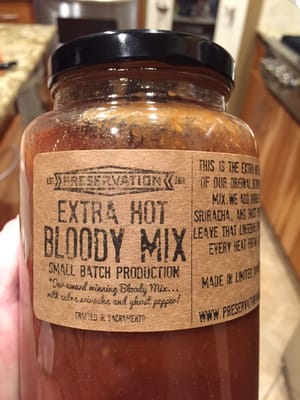 PRESERVATION
EXTRA HOT
BLOODY MIX
SMALL BATCH PRODUCTION
"Our award winning Bloody Mix...
with extra sriracha and ghost pepper!
CRAFTED IN SACRAMENTO
THIS IS THE EXTRA
OF OUR ORIGINAL
MIX. WE ADD
SRIRACHA, AND
LEAVE THAT
EVERY HEAT
MADE IN LIMITED
WWW.PRESERVATION